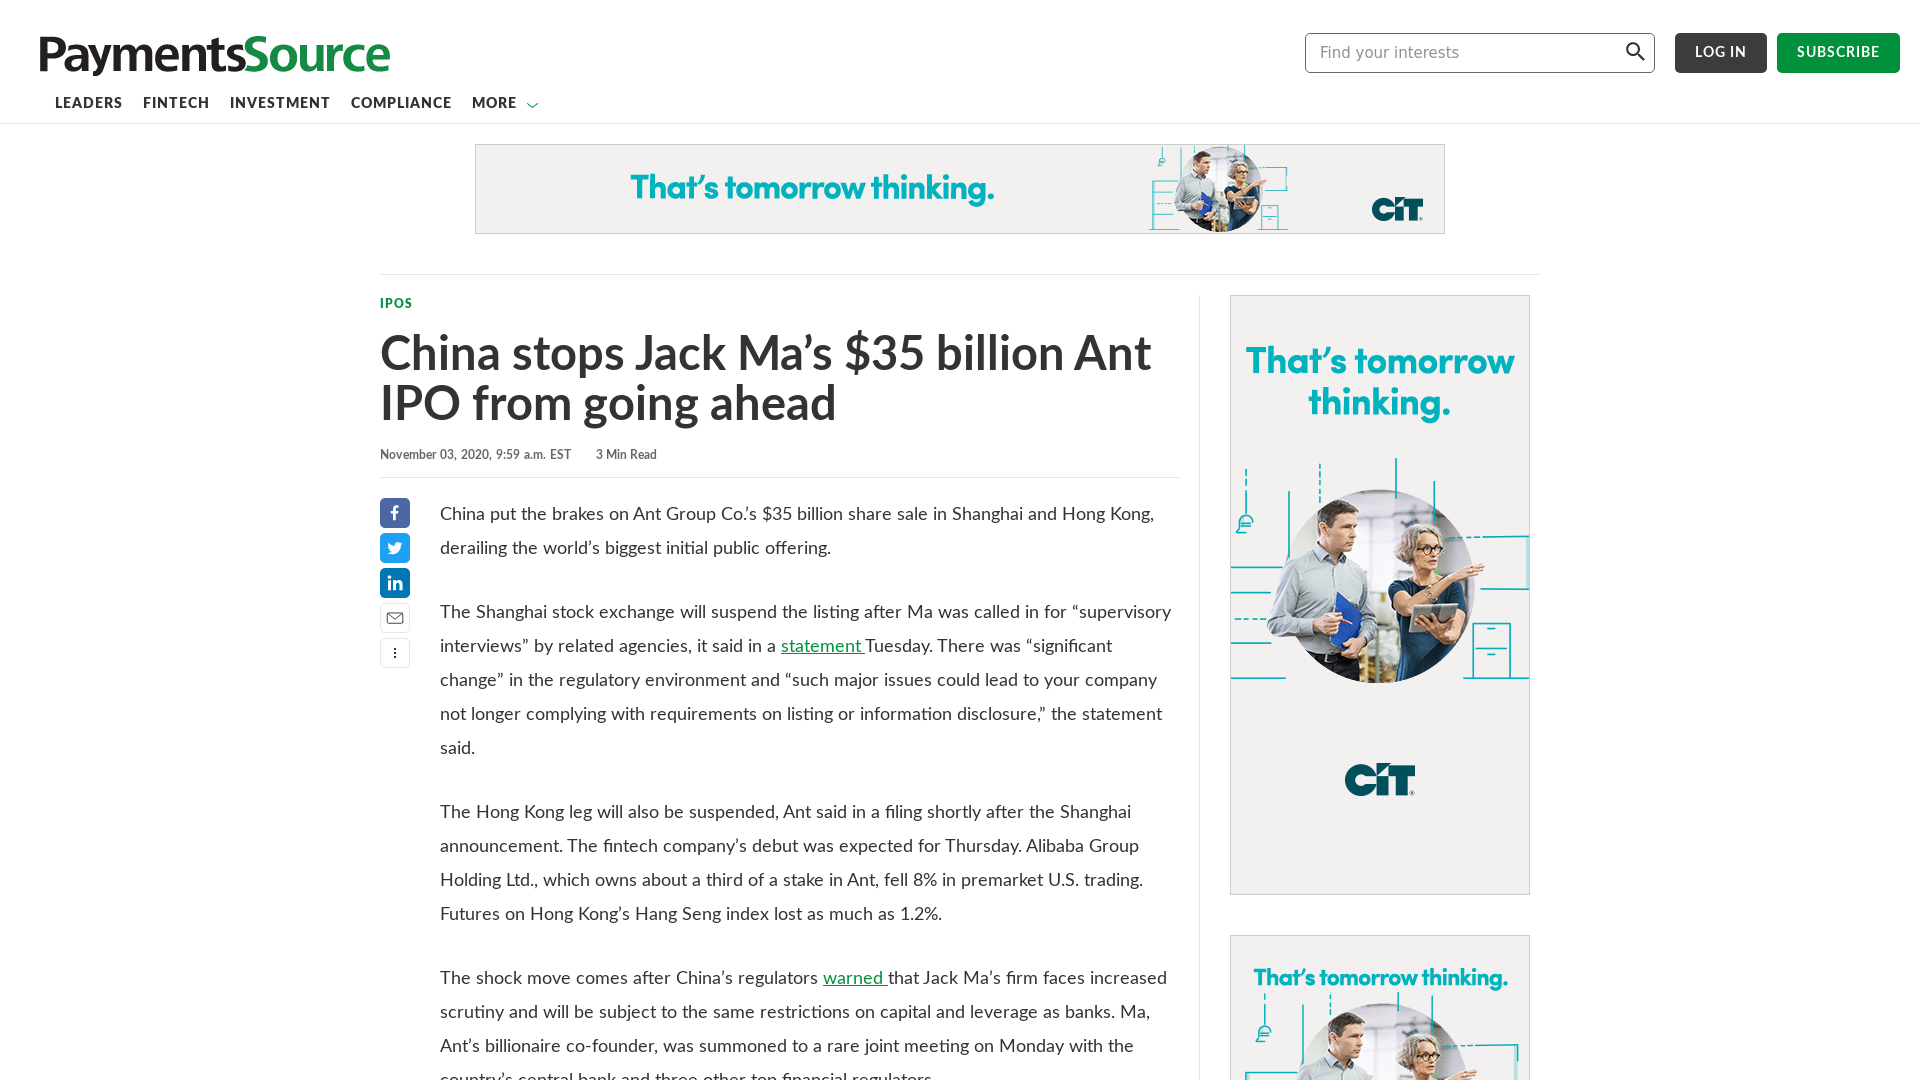 PaymentsSource
Find your interests
LOG IN
SUBSCRIBE
LEADERS
FINTECH
INVESTMENT
COMPLIANCE
MORE
That’s tomorrow thinking.
CIT
IPOS
China stops Jack Ma’s $35 billion Ant
IPO from going ahead
November 03, 2020, 9:59 a.m. EST
3 Min Read
China put the brakes on Ant Group Co.’s $35 billion share sale in Shanghai and Hong Kong,
derailing the world’s biggest initial public offering.
The Shanghai stock exchange will suspend the listing after Ma was called in for “supervisory
interviews” by related agencies, it said in a statement Tuesday. There was “significant
change” in the regulatory environment and “such major issues could lead to your company
not longer complying with requirements on listing or information disclosure,” the statement
said.
The Hong Kong leg will also be suspended, Ant said in a filing shortly after the Shanghai
announcement. The fintech company’s debut was expected for Thursday. Alibaba Group
Holding Ltd., which owns about a third of a stake in Ant, fell 8% in premarket U.S. trading.
Futures on Hong Kong’s Hang Seng index lost as much as 1.2%.
The shock move comes after China’s regulators warned that Jack Ma’s firm faces increased
scrutiny and will be subject to the same restrictions on capital and leverage as banks. Ma,
Ant’s billionaire co-founder, was summoned to a rare joint meeting on Monday with the
country’s central bank and three other top financial regulators.
That’s tomorrow
thinking.
CIT
That’s tomorrow thinking.